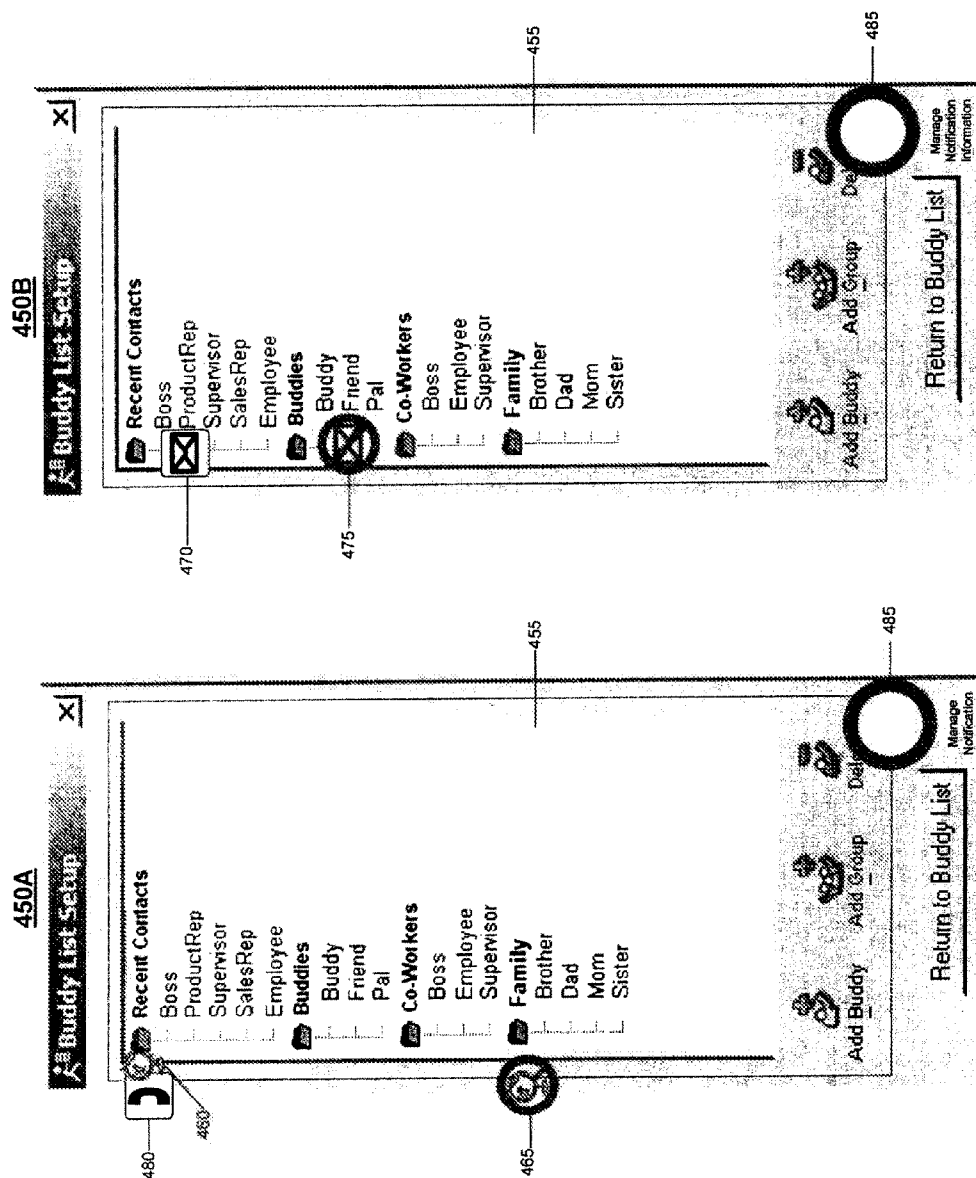 450A
Buddy List Setup
Recent Contacts
Boss
ProductRep
Supervisor
SalesRep
Employee
Buddies
Buddy
Friend
Pal
Co-Workers
Boss
Employee
Supervisor
Family
Brother
Dad
Mom
Sister
Add Buddy
Add Group
Return to Buddy List
Manage
Notification
480
460
465
455
485
450B
Buddy List Setup
Recent Contacts
Boss
ProductRep
Supervisor
SalesRep
Employee
Buddies
Buddy
Friend
Pal
Co-Workers
Boss
Employee
Supervisor
Family
Brother
Dad
Mom
Sister
Add Buddy
Add Group
Return to Buddy List
Manage
Notification
Information
470
475
455
485